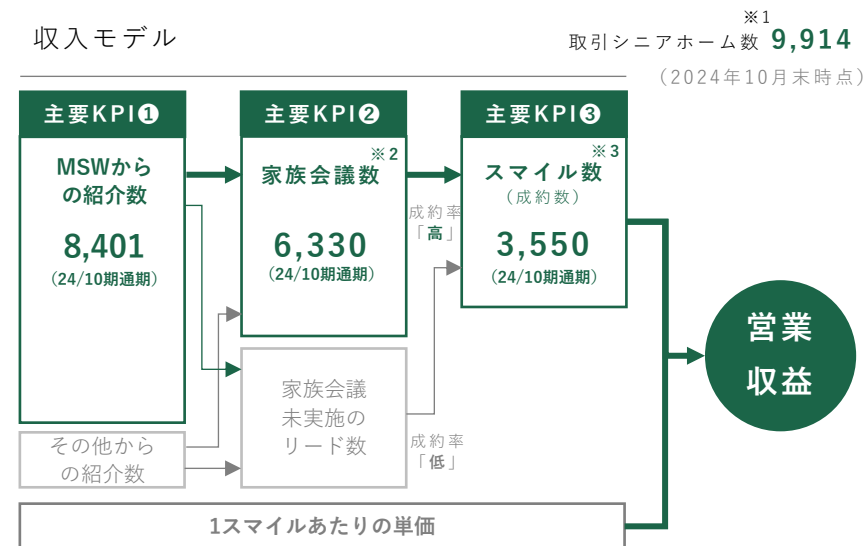 収入モデル
※1
取引シニアホーム数 9,914
（2024年10月末時点）
主要KPI❶
MSWから
の紹介数
8,401
（24/10期通期）
その他から
の紹介数
主要KPI❷
※2
家族会議数
6,330
（24/10期通期）
家族会議
未実施の
リード数
成約率
「高」
成約率
「低」
主要KPI❸
※3
スマイル数
（成約数）
3,550
（24/10期通期）
1スマイルあたりの単価
営業
収益